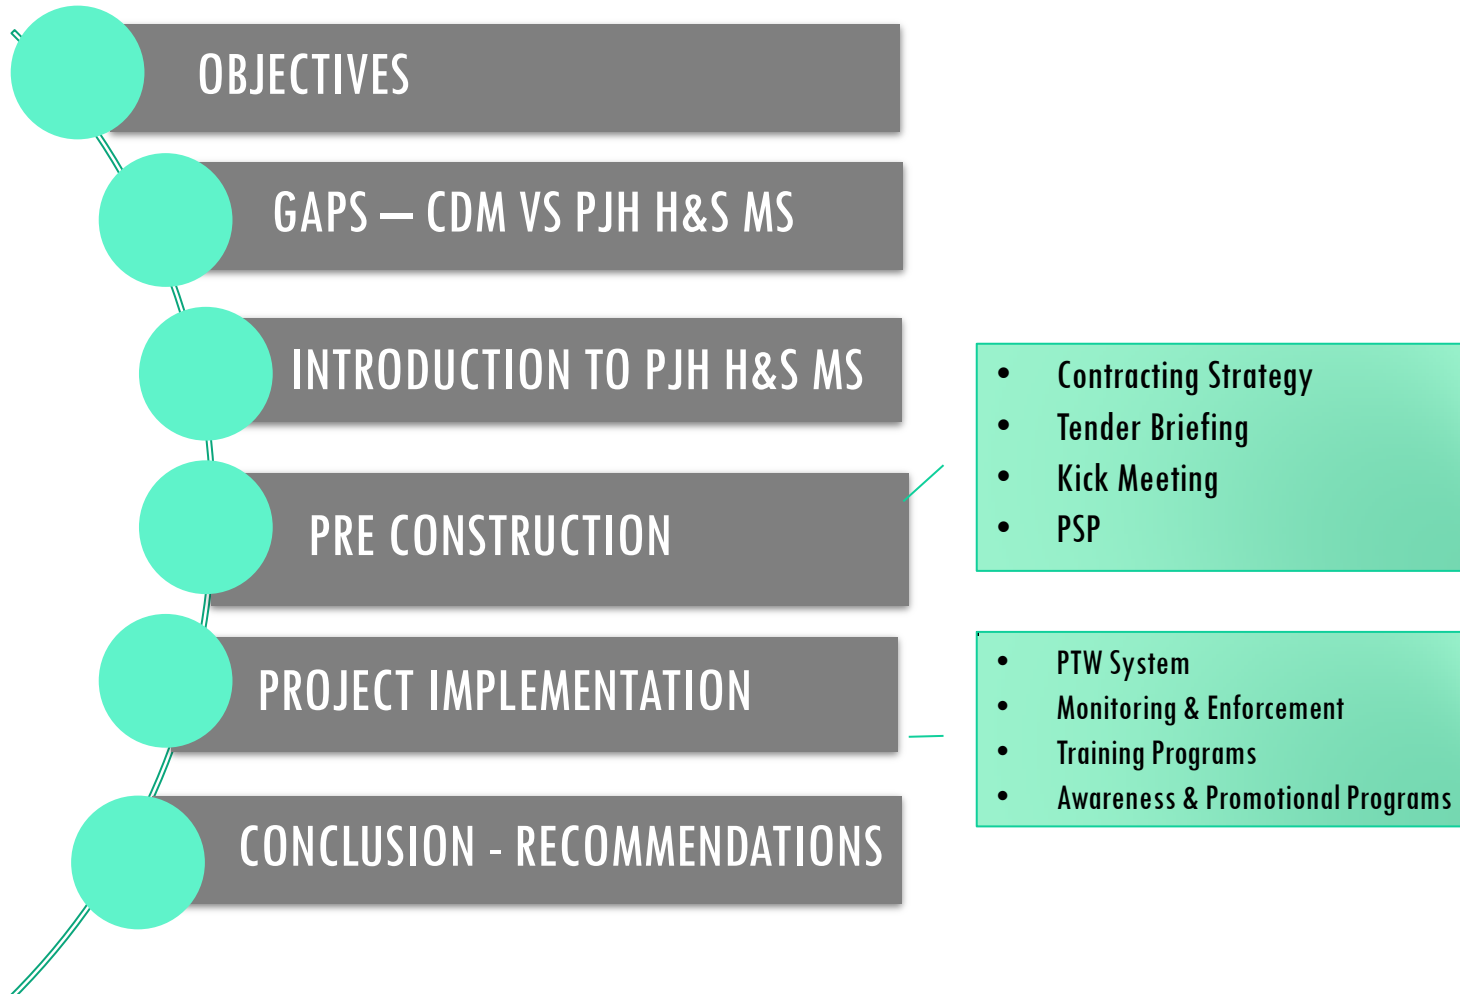 OBJECTIVES
GAPS – CDM VS PJH H&S MS
INTRODUCTION TO PJH H&S MS
PRE CONSTRUCTION
• Contracting Strategy
• Tender Briefing
• Kick Meeting
• PSP
PROJECT IMPLEMENTATION
• PTW System
• Monitoring & Enforcement
• Training Programs
• Awareness & Promotional Programs
CONCLUSION - RECOMMENDATIONS